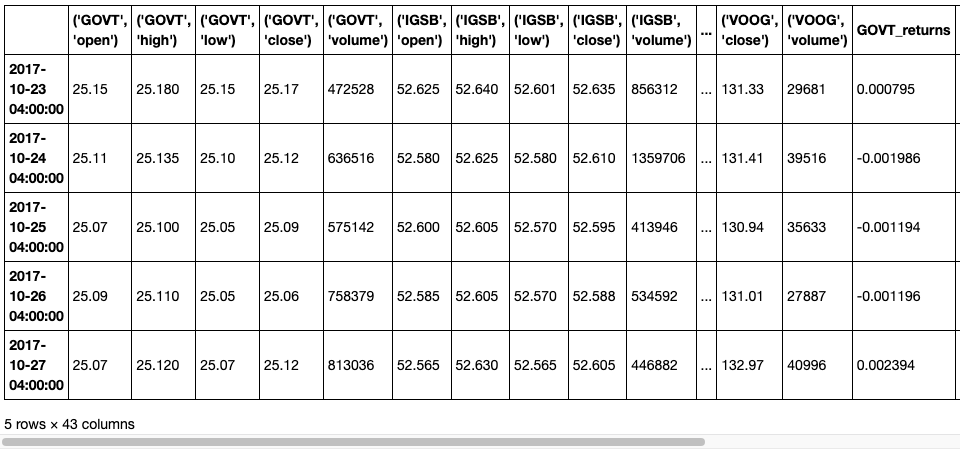 ('GOVT', 'open') ('GOVT', 'high') ('GOVT', 'low') ('GOVT', 'close') ('GOVT', 'volume') ('IGSB', 'open') ('IGSB', 'high') ('IGSB', 'low') ('IGSB', 'close') ('IGSB', 'volume') ... ('VOOG', 'close') ('VOOG', 'volume') GOVT_returns
2017-10-23 04:00:00 25.15 25.180 25.15 25.17 472528 52.625 52.640 52.601 52.635 856312 ... 131.33 29681 0.000795
2017-10-24 04:00:00 25.11 25.135 25.10 25.12 636516 52.580 52.625 52.580 52.610 1359706 ... 131.41 39516 -0.001986
2017-10-25 04:00:00 25.07 25.100 25.05 25.09 575142 52.600 52.605 52.570 52.595 413946 ... 130.94 35633 -0.001194
2017-10-26 04:00:00 25.09 25.110 25.05 25.06 758379 52.585 52.605 52.570 52.588 534592 ... 131.01 27887 -0.001196
2017-10-27 04:00:00 25.07 25.120 25.07 25.12 813036 52.565 52.630 52.565 52.605 446882 ... 132.97 40996 0.002394
5 rows × 43 columns